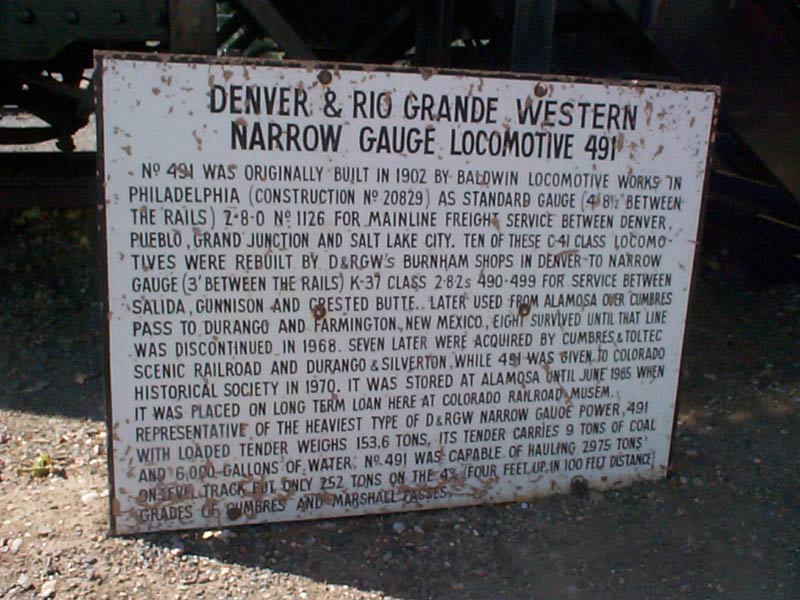 DENVER & RIO GRANDE WESTERN
NARROW GAUGE LOCOMOTIVE 491
Nº 491 WAS ORIGINALLY BUILT IN 1902 BY BALDWIN LOCOMOTIVE WORKS IN
PHILADELPHIA (CONSTRUCTION Nº 20829) AS STANDARD GAUGE (4' 8½" BETWEEN
THE RAILS) 2-8-0 Nº 1126 FOR MAINLINE FREIGHT SERVICE BETWEEN DENVER,
PUEBLO, GRAND JUNCTION AND SALT LAKE CITY. TEN OF THESE C-41 CLASS LOCOMO-
TIVES WERE REBUILT BY D&RGW'S BURNHAM SHOPS IN DENVER TO NARROW
GAUGE (3' BETWEEN THE RAILS) K-37 CLASS 2-8-2s 490-499 FOR SERVICE BETWEEN
SALIDA, GUNNISON AND CRESTED BUTTE. LATER USED FROM ALAMOSA OVER CUMBRES
PASS TO DURANGO AND FARMINGTON, NEW MEXICO, EIGHT SURVIVED UNTIL THAT LINE
WAS DISCONTINUED IN 1968. SEVEN LATER WERE ACQUIRED BY CUMBRES & TOLTEC
SCENIC RAILROAD AND DURANGO & SILVERTON, WHILE 491 WAS GIVEN TO COLORADO
HISTORICAL SOCIETY IN 1970. IT WAS STORED AT ALAMOSA UNTIL JUNE 1985 WHEN
IT WAS PLACED ON LONG TERM LOAN HERE AT COLORADO RAILROAD MUSEM.
REPRESENTATIVE OF THE HEAVIEST TYPE OF D&RGW NARROW GAUGE POWER, 491
WITH LOADED TENDER WEIGHS 153.6 TONS. ITS TENDER CARRIES 9 TONS OF COAL
AND 6,000 GALLONS OF WATER. Nº 491 WAS CAPABLE OF HAULING 2975 TONS
ON LEVEL TRACK BUT ONLY 252 TONS ON THE 4% (FOUR FEET UP IN 100 FEET DISTANCE)
GRADES OF CUMBRES AND MARSHALL PASSES.